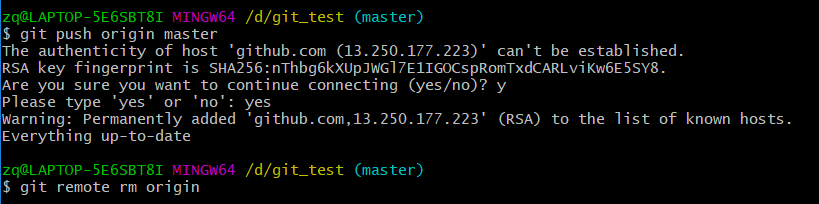 zq@LAPTOP-5E6SBT8I MINGW64 /d/git_test (master)
$ git push origin master
The authenticity of host 'github.com (13.250.177.223)' can't be established.
RSA key fingerprint is SHA256:nThbg6kXUpJWGl7E1IGOCspRomTxdCARLviKw6E5SY8.
Are you sure you want to continue connecting (yes/no)? y
Please type 'yes' or 'no': yes
Warning: Permanently added 'github.com,13.250.177.223' (RSA) to the list of known hosts.
Everything up-to-date
zq@LAPTOP-5E6SBT8I MINGW64 /d/git_test (master)
$ git remote rm origin